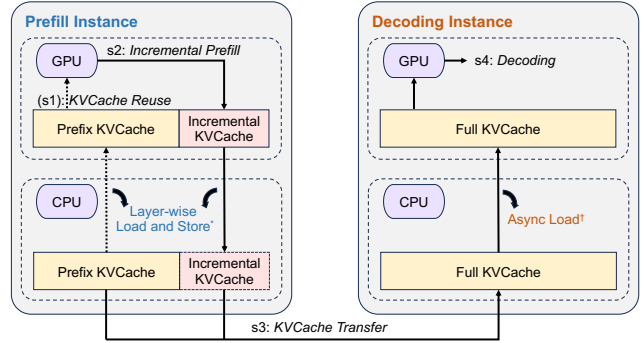 Prefill Instance
GPU
s2: Incremental Prefill
(s1): KVCache Reuse
Prefix KVCache
Incremental
KVCache
CPU
Layer-wise
Load and Store*
Prefix KVCache
Incremental
KVCache
s3: KVCache Transfer
Decoding Instance
GPU
s4: Decoding
Full KVCache
CPU
Async Load†
Full KVCache